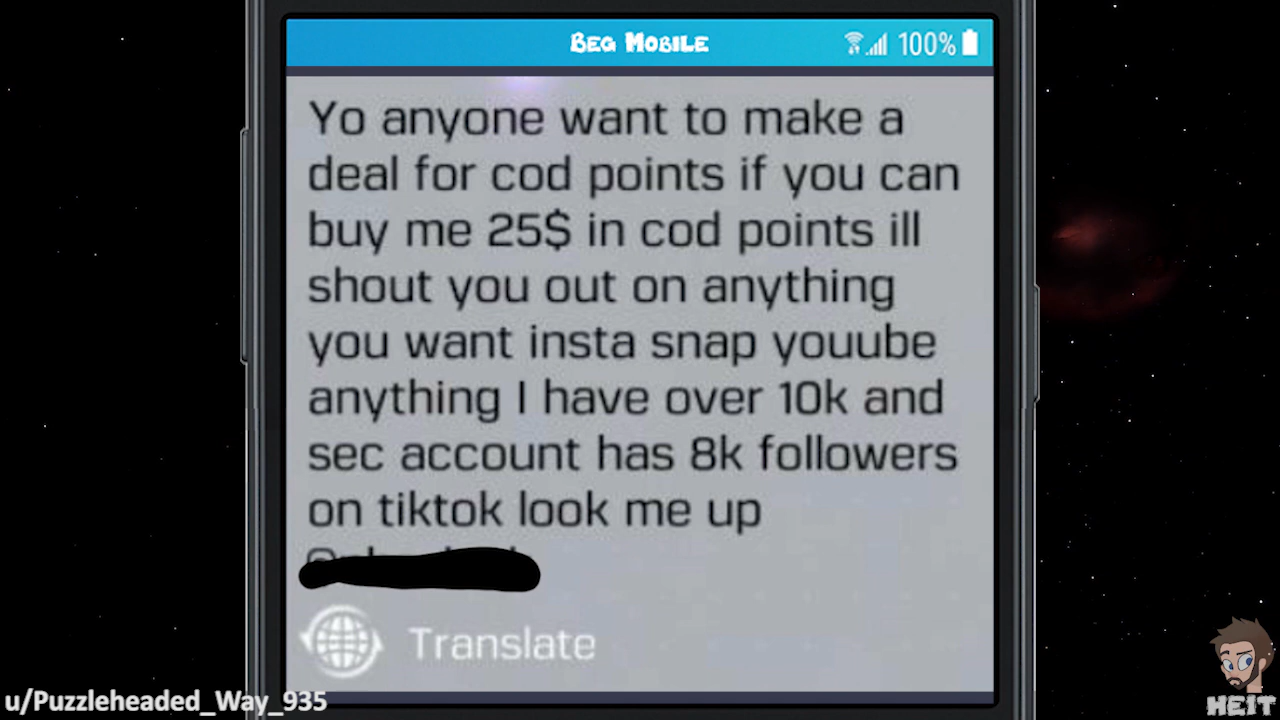 Beg Mobile
100%
Yo anyone want to make a
deal for cod points if you can
buy me 25$ in cod points ill
shout you out on anything
you want insta snap youube
anything I have over 10k and
sec account has 8k followers
on tiktok look me up
Translate
u/Puzzleheaded_Way_935
HEIT